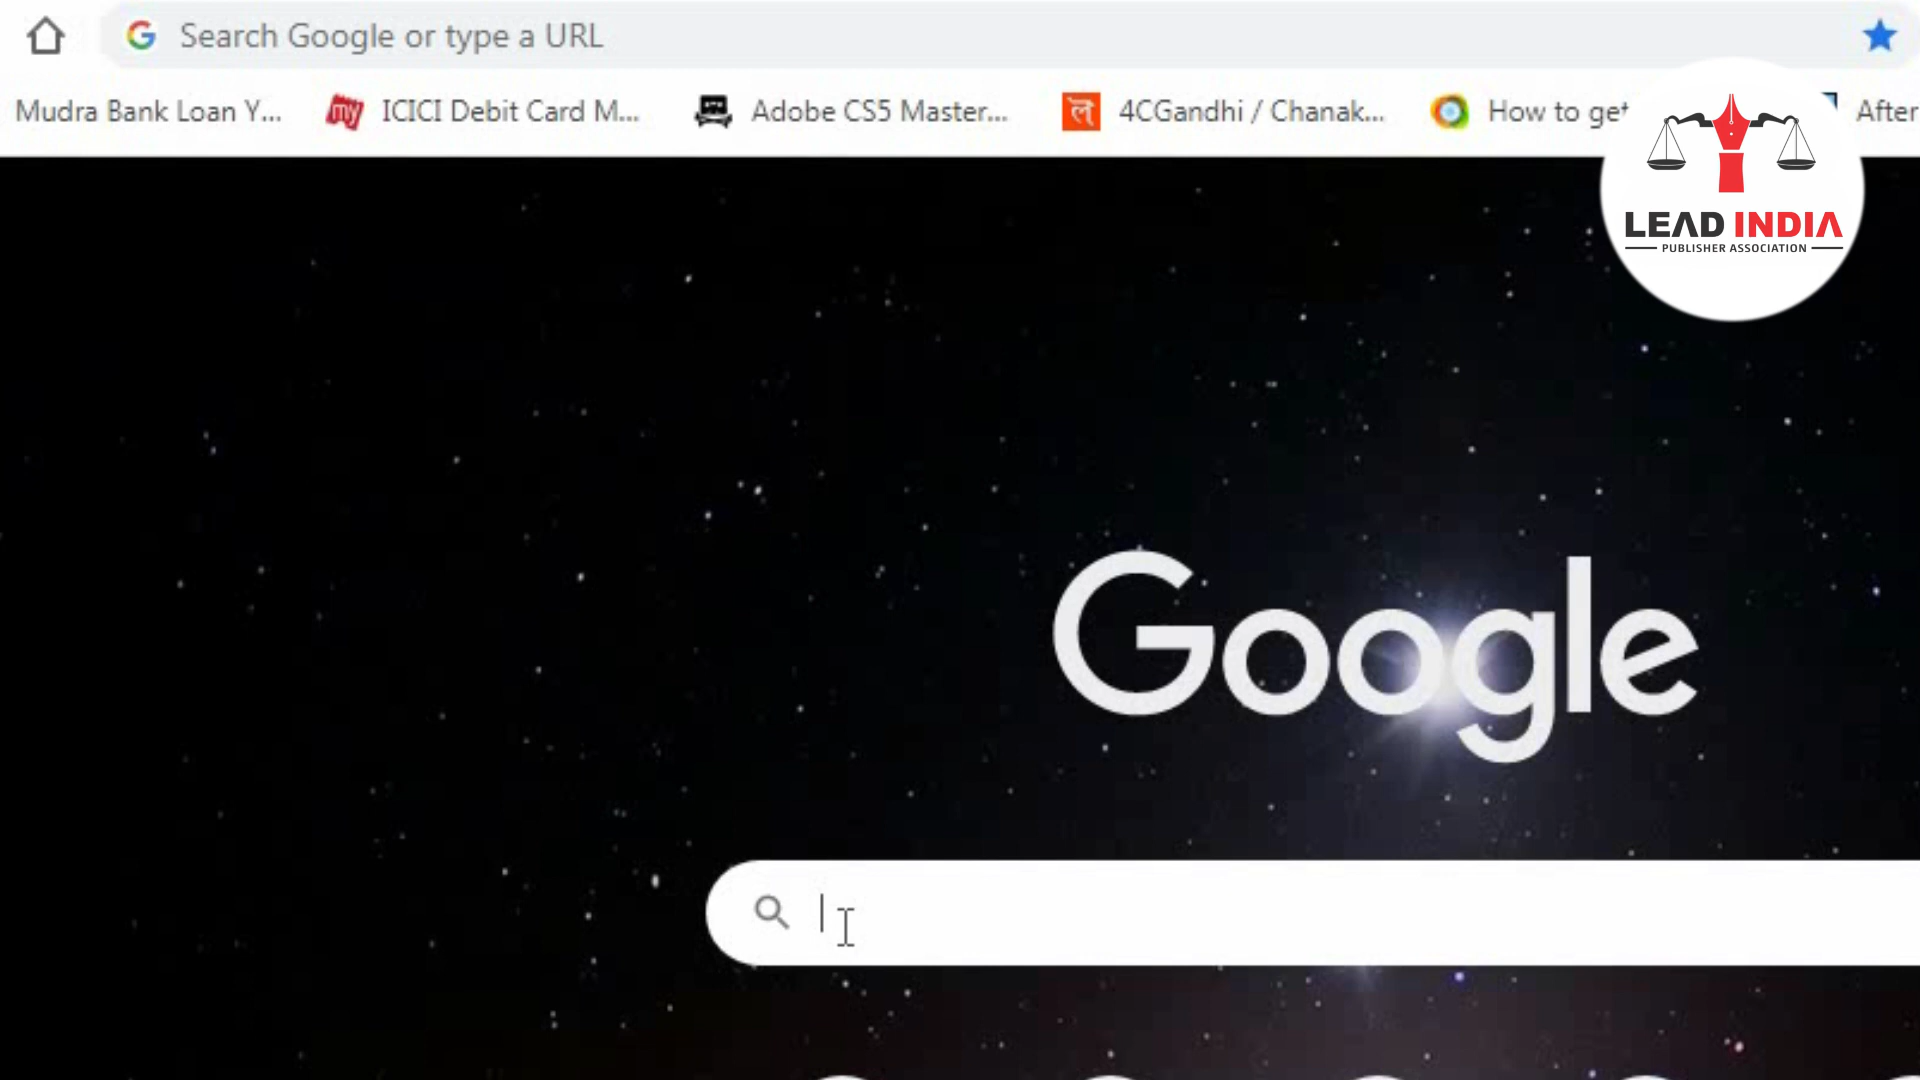 Search Google or type a URL
Mudra Bank Loan Y... ICICI Debit Card M... Adobe CS5 Master... 4CGandhi / Chanak... How to get After
my
ल
LEAD INDIA
PUBLISHER ASSOCIATION
Google